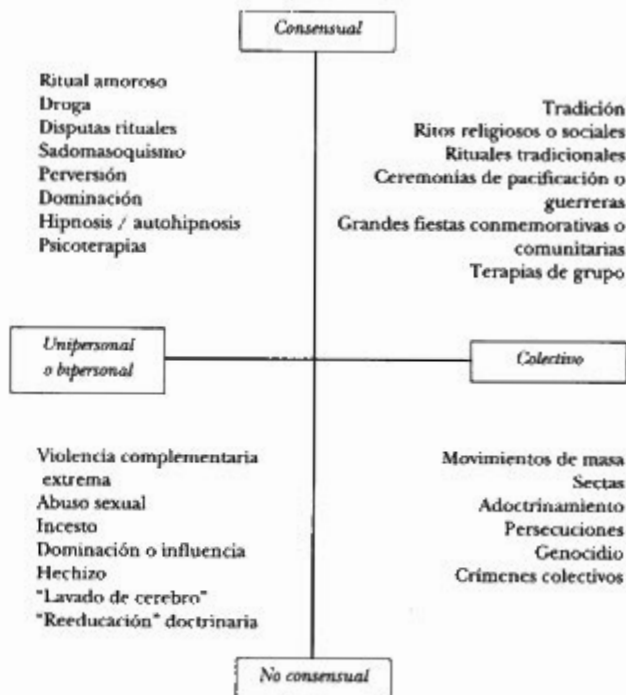 Consensual
Ritual amoroso
Droga
Disputas rituales
Sadomasoquismo
Perversión
Dominación
Hipnosis / autohipnosis
Psicoterapias
Tradición
Ritos religiosos o sociales
Rituales tradicionales
Ceremonias de pacificación o
guerreras
Grandes fiestas conmemorativas o
comunitarias
Terapias de grupo
Unipersonal
o bipersonal
Colectivo
Violencia complementaria
extrema
Abuso sexual
Incesto
Dominación o influencia
Hechizo
"Lavado de cerebro"
"Reeducación" doctrinaria
Movimientos de masa
Sectas
Adoctrinamiento
Persecuciones
Genocidio
Crímenes colectivos
No consensual